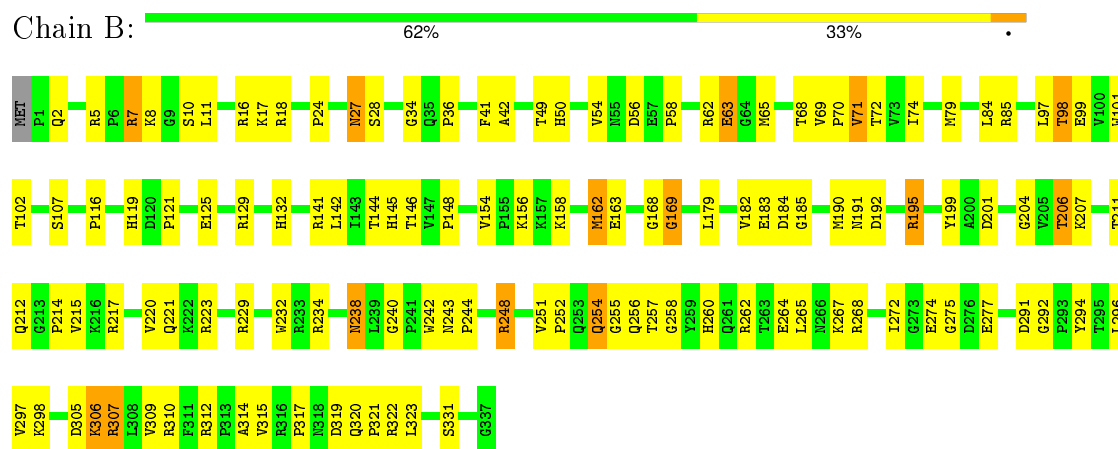 Chain B:
62% 33% •
MET P1 Q2 R5 P6 R7 K8 G9 S10 L11 R16 K17 R18 P24 N27 S28 G34 Q35 P36 F41 A42 T49 H50 V54 N55 D56 E57 P58 R62 E63 G64 M65 T68 V69 P70 V71 T72 V73 I74 M79 L84 R85 L97 T98 E99 V100 W101
T102 S107 P116 H119 D120 P121 E125 R129 H132 R141 L142 I143 T144 H145 T146 V147 P148 V154 P155 K156 K157 K158 M162 E163 G168 G169 L179 V182 E183 D184 G185 M190 N191 D192 R195 Y199 A200 D201 G204 V205 T206 K207 T211
Q212 G213 P214 V215 K216 R217 V220 Q221 K222 R223 R229 W232 R233 R234 N238 L239 G240 P241 W242 N243 P244 R248 V251 P252 Q253 Q254 G255 Q256 T257 G258 Y259 H260 Q261 R262 T263 E264 L265 N266 K267 R268 I272 G273 E274 G275 D276 E277 D291 G292 P293 Y294 T295 L296
V297 K298 D305 K306 R307 L308 V309 R310 F311 R312 P313 A314 V315 R316 P317 N318 D319 Q320 P321 R322 L323 S331 G337